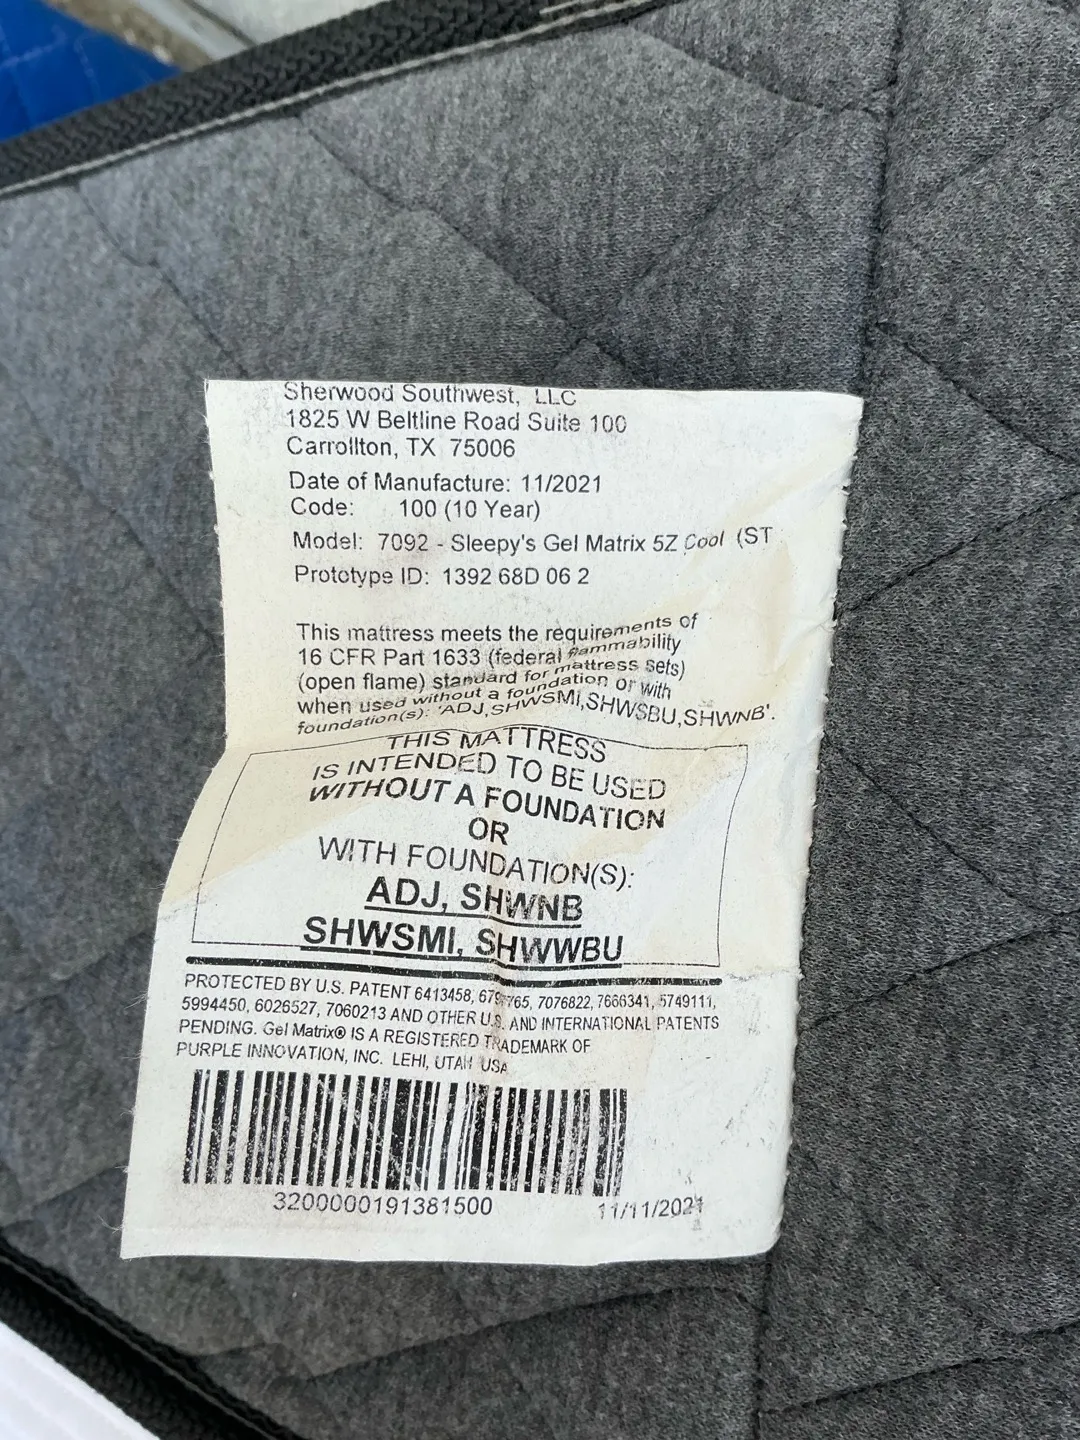 Sherwood Southwest, LLC
1825 W Beltline Road Suite 100
Carrollton, TX 75006
Date of Manufacture: 11/2021
Code: 100 (10 Year)
Model: 7092 - Sleepy's Gel Matrix 5Z Cool (ST
Prototype ID: 1392 68D 06 2
This mattress meets the requirements of
16 CFR Part 1633 (federal flammability
(open flame) standard for mattress sets)
when used without a foundation or with
foundation(s): 'ADJ,SHWSMI,SHWSBU,SHWNB'.
THIS MATTRESS
IS INTENDED TO BE USED
WITHOUT A FOUNDATION
OR
WITH FOUNDATION(S):
ADJ, SHWNB
SHWSMI, SHWWBU
PROTECTED BY U.S. PATENT 6413458, 7076822, 7666341, 5749111,
5994450, 6026527, 7060213 AND OTHER U.S. AND INTERNATIONAL PATENTS
PENDING. Gel Matrix® IS A REGISTERED TRADEMARK OF
PURPLE INNOVATION, INC. LEHI, UTAH USA
3200000191381500 11/11/2021